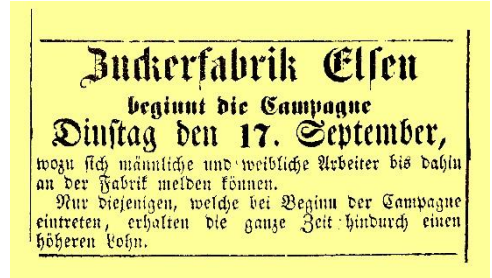 Zuckerfabrik Elsen
beginnt die Campagne
Dinstag den 17. September,
wozu sich männliche und weibliche Arbeiter bis dahin
an der Fabrik melden können.
Nur diejenigen, welche bei Beginn der Campagne
eintreten, erhalten die ganze Zeit hindurch einen
höheren Lohn.